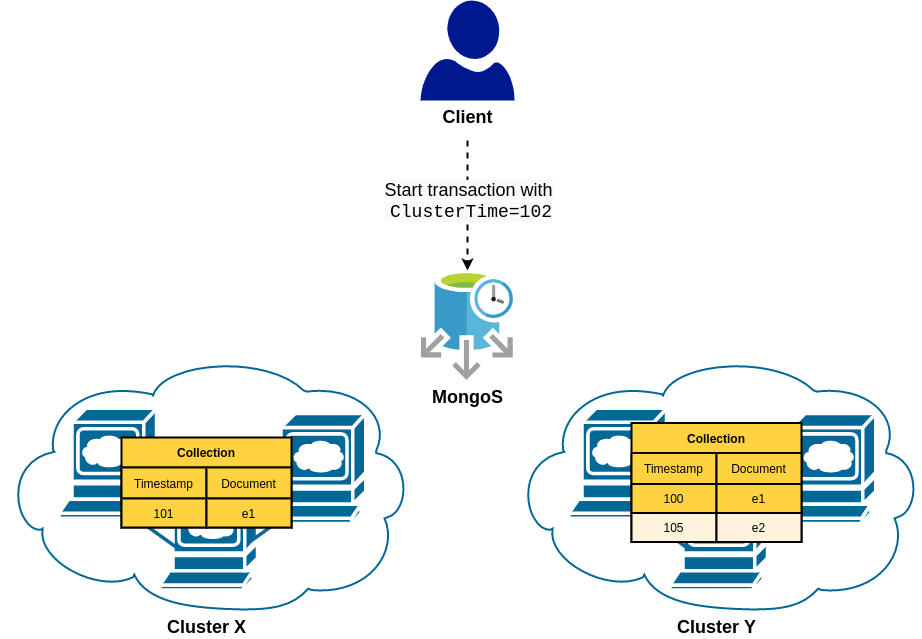 Client
Start transaction with
ClusterTime=102
MongoS
Collection
Timestamp Document
101 e1
Cluster X
Collection
Timestamp Document
100 e1
105 e2
Cluster Y